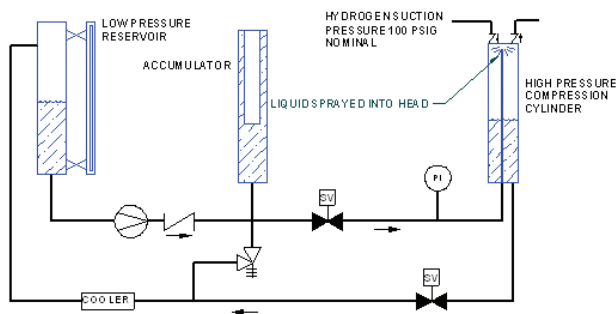 LOW PRESSURE
RESERVOIR
ACCUMULATOR
HYDROGEN SUCTION
PRESSURE 100 PSIG
NOMINAL
LIQUID SPRAYED INTO HEAD
HIGH PRESSURE
COMPRESSION
CYLINDER
SV
PI
COOLER
SV